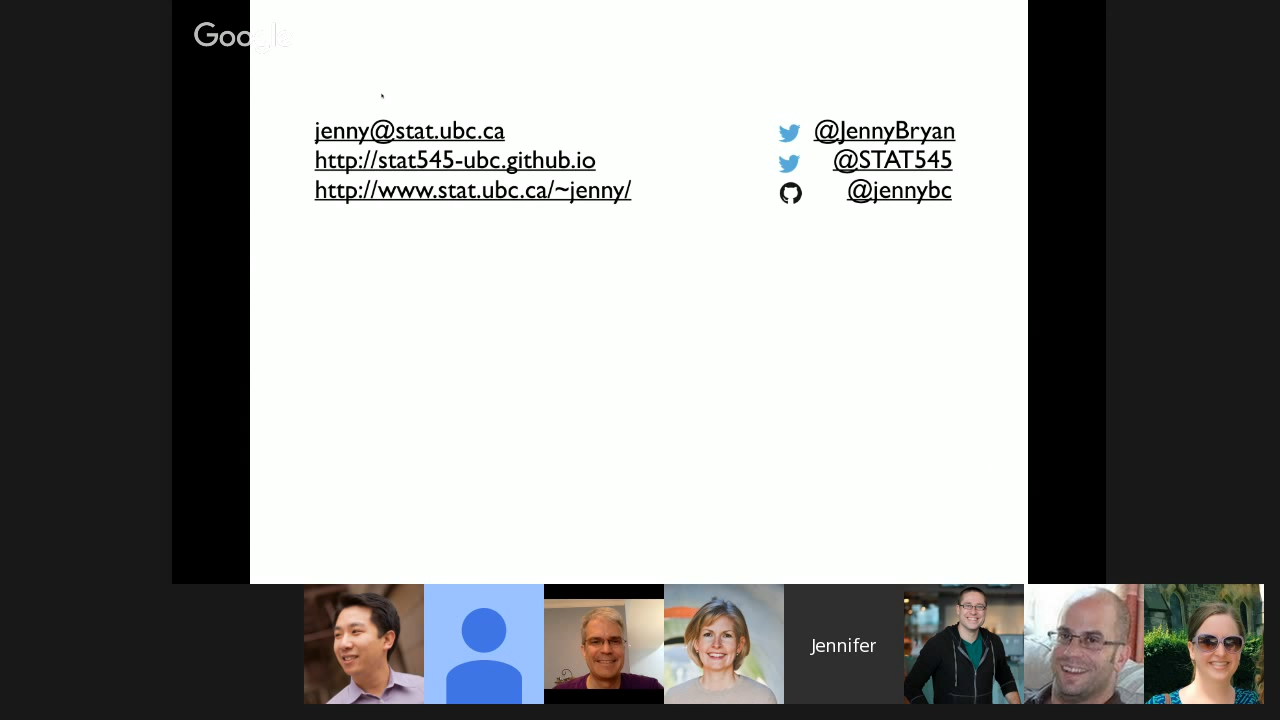 Google
jenny@stat.ubc.ca
http://stat545-ubc.github.io
http://www.stat.ubc.ca/~jenny/
@JennyBryan
@STAT545
@jennybc
Jennifer